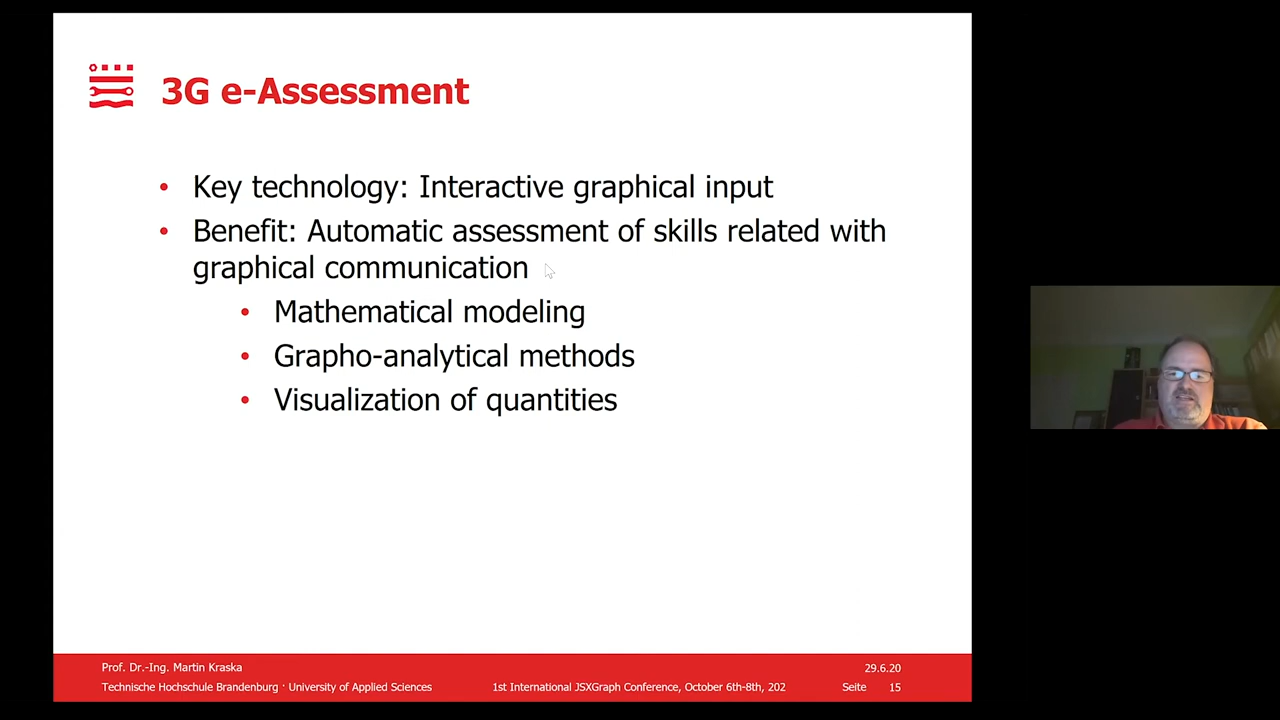 3G e-Assessment
• Key technology: Interactive graphical input
• Benefit: Automatic assessment of skills related with
graphical communication
• Mathematical modeling
• Grapho-analytical methods
• Visualization of quantities
Prof. Dr.-Ing. Martin Kraska
29.6.20
Technische Hochschule Brandenburg · University of Applied Sciences
1st International JSXGraph Conference, October 6th-8th, 202
Seite 15